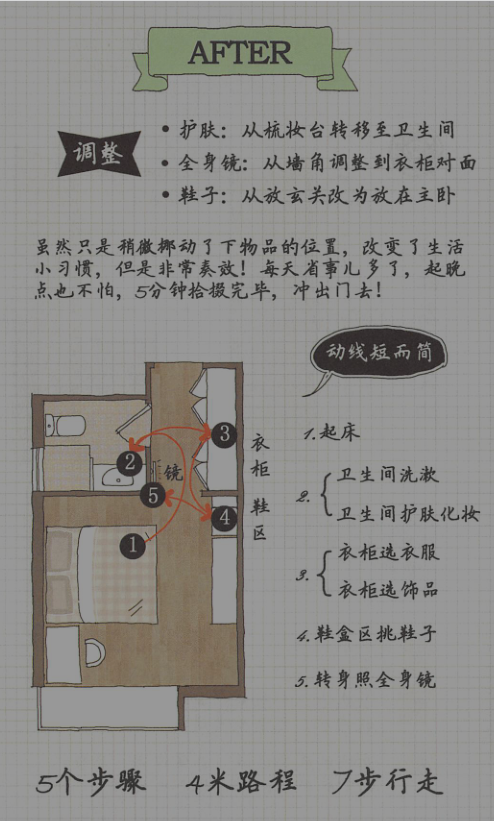 AFTER
调整
• 护肤：从梳妆台转移至卫生间
• 全身镜：从墙角调整到衣柜对面
• 鞋子：从放玄关改为放在主卧
虽然只是稍微挪动了下物品的位置，改变了生活
小习惯，但是非常奏效！每天省事儿多了，起晚
点也不怕，5分钟拾掇完毕，冲出门去！
动线短而简
1.起床
2.
卫生间洗漱
卫生间护肤化妆
3.
衣柜选衣服
衣柜选饰品
4.鞋盒区挑鞋子
5.转身照全身镜
3
衣柜
2
镜
5
鞋区
4
1
5个步骤 4米路程 7步行走